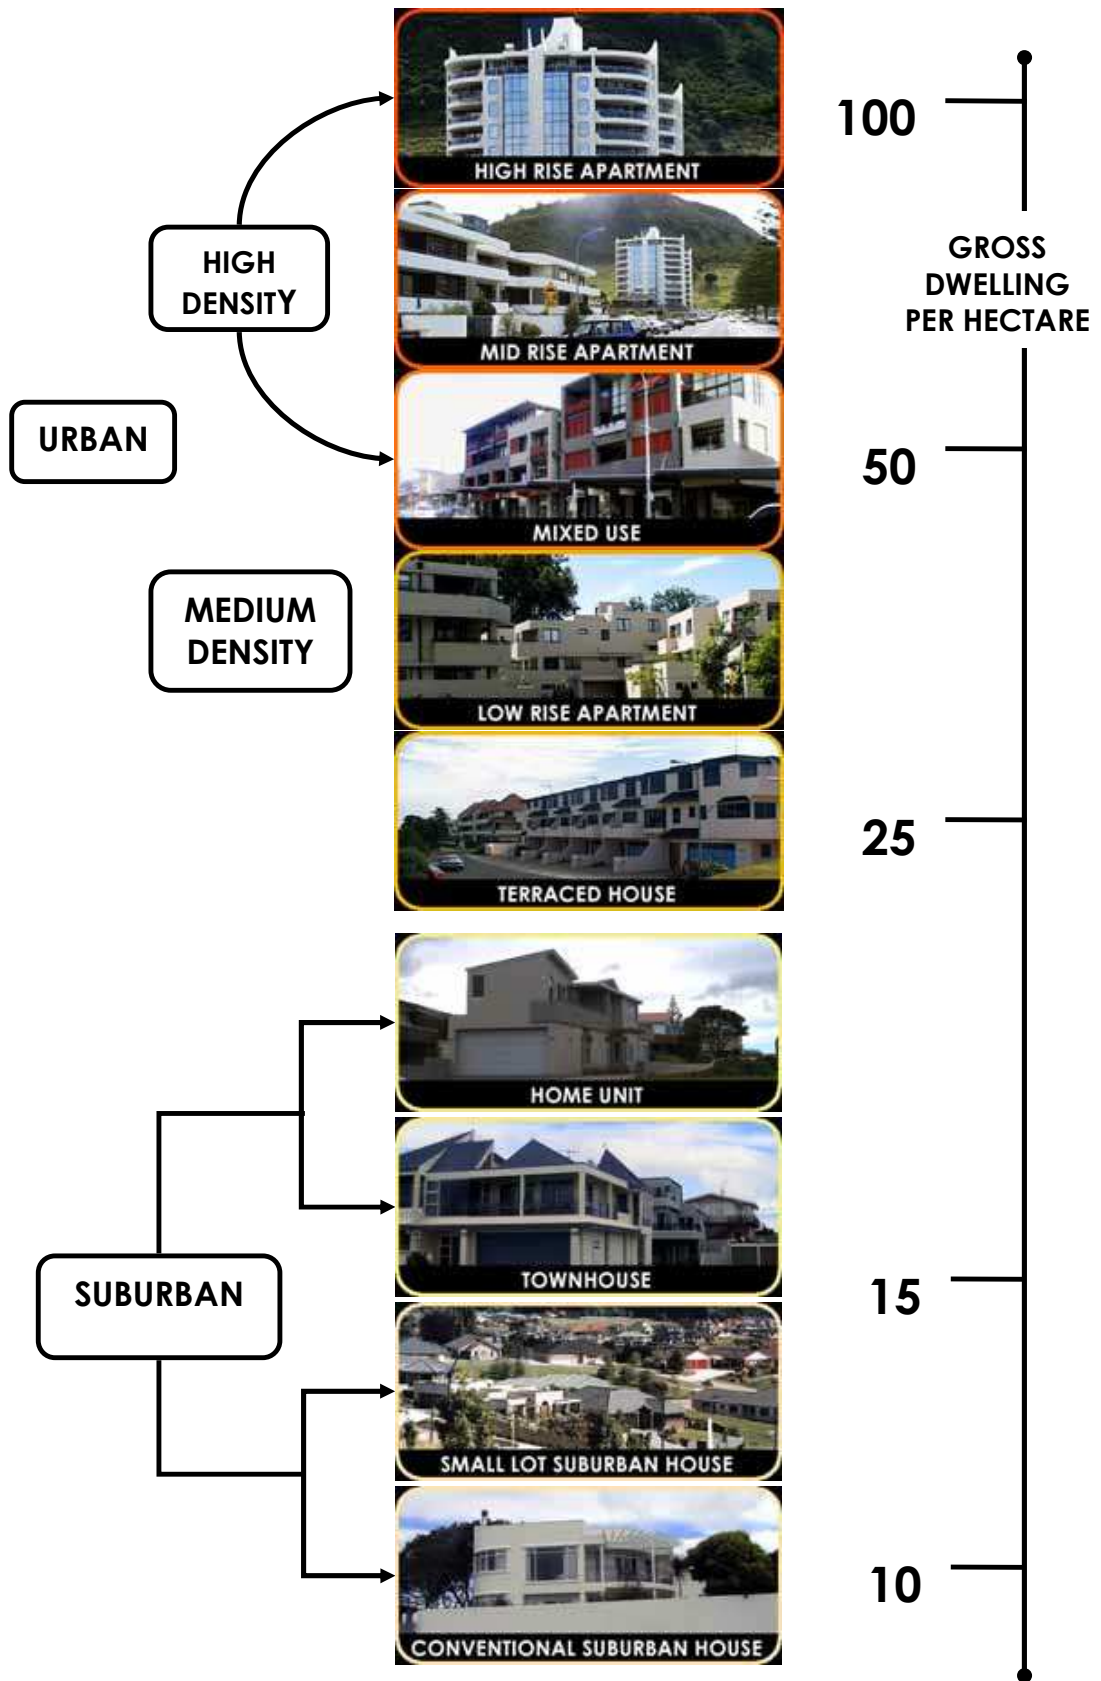 HIGH RISE APARTMENT
100
GROSS
DWELLING
PER HECTARE
HIGH
DENSITY
MID RISE APARTMENT
URBAN
50
MIXED USE
MEDIUM
DENSITY
LOW RISE APARTMENT
25
TERRACED HOUSE
HOME UNIT
TOWNHOUSE
SUBURBAN
15
SMALL LOT SUBURBAN HOUSE
10
CONVENTIONAL SUBURBAN HOUSE